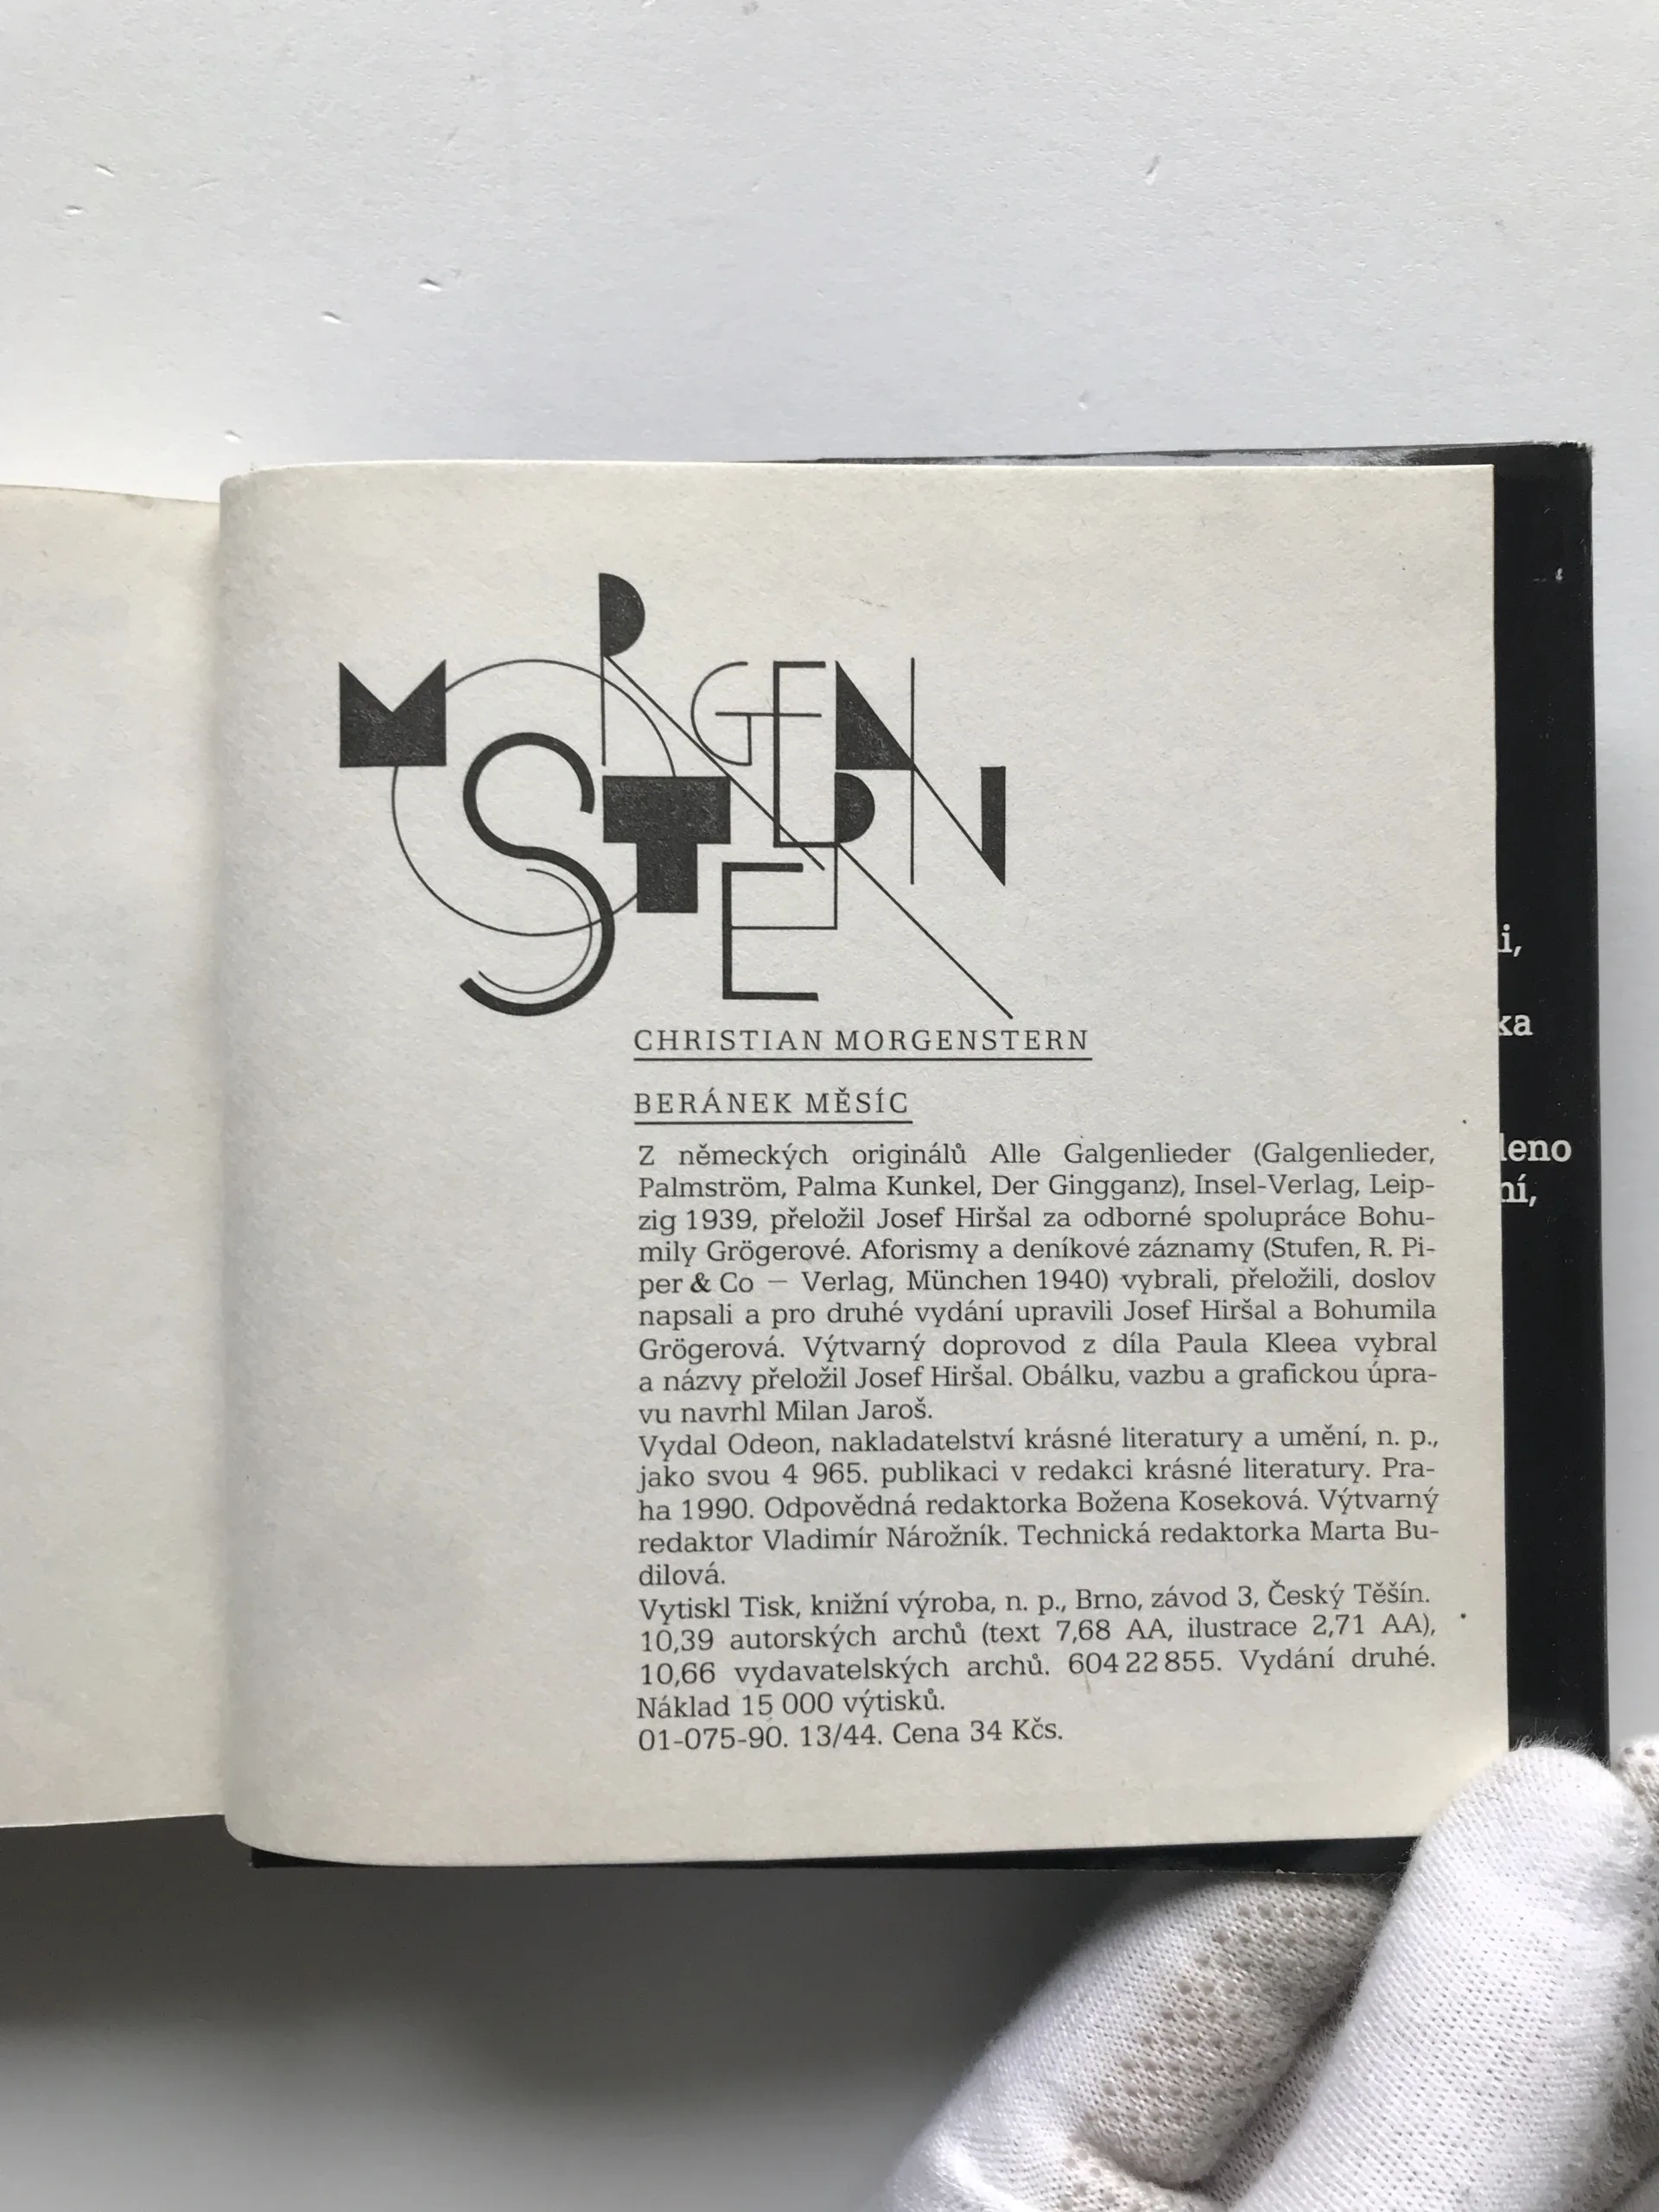 MORGEN
STERN
CHRISTIAN MORGENSTERN
BERÁNEK MĚSÍC
Z německých originálů Alle Galgenlieder (Galgenlieder,
Palmström, Palma Kunkel, Der Gingganz), Insel-Verlag, Leip-
zig 1939, přeložil Josef Hiršal za odborné spolupráce Bohu-
mily Grögerové. Aforismy a deníkové záznamy (Stufen, R. Pi-
per & Co — Verlag, München 1940) vybrali, přeložili, doslov
napsali a pro druhé vydání upravili Josef Hiršal a Bohumila
Grögerová. Výtvarný doprovod z díla Paula Kleea vybral
a názvy přeložil Josef Hiršal. Obálku, vazbu a grafickou úpra-
vu navrhl Milan Jaroš.
Vydal Odeon, nakladatelství krásné literatury a umění, n. p.,
jako svou 4 965. publikaci v redakci krásné literatury. Pra-
ha 1990. Odpovědná redaktorka Božena Koseková. Výtvarný
redaktor Vladimír Nárožník. Technická redaktorka Marta Bu-
dilová.
Vytiskl Tisk, knižní výroba, n. p., Brno, závod 3, Český Těšín.
10,39 autorských archů (text 7,68 AA, ilustrace 2,71 AA),
10,66 vydavatelských archů. 604 22 855. Vydání druhé.
Náklad 15 000 výtisků.
01-075-90. 13/44. Cena 34 Kčs.
i,
ka
leno
ní,